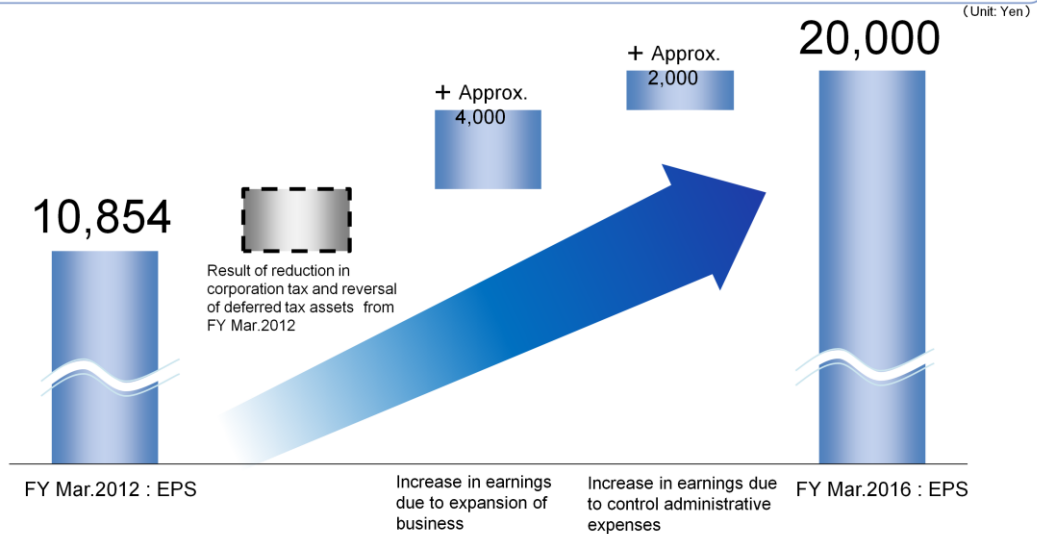 (Unit: Yen)
20,000
+ Approx.
2,000
+ Approx.
4,000
10,854
Result of reduction in
corporation tax and reversal
of deferred tax assets from
FY Mar.2012
FY Mar.2012 : EPS
Increase in earnings
due to expansion of
business
Increase in earnings due
to control administrative
expenses
FY Mar.2016 : EPS